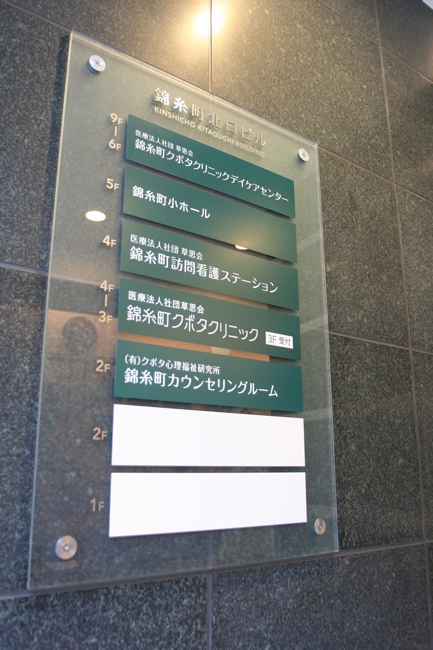 錦糸町北口ビル
KINSHICHO KITAGUCHI BUILDING
9F
|
6F
医療法人社団 草思会
錦糸町クボタクリニックデイケアセンター
5F
錦糸町小ホール
4F
医療法人社団 草思会
錦糸町訪問看護ステーション
4F
|
3F
医療法人社団草思会
錦糸町クボタクリニック
3F 受付
2F
(有)クボタ心理福祉研究所
錦糸町カウンセリングルーム
2F
1F